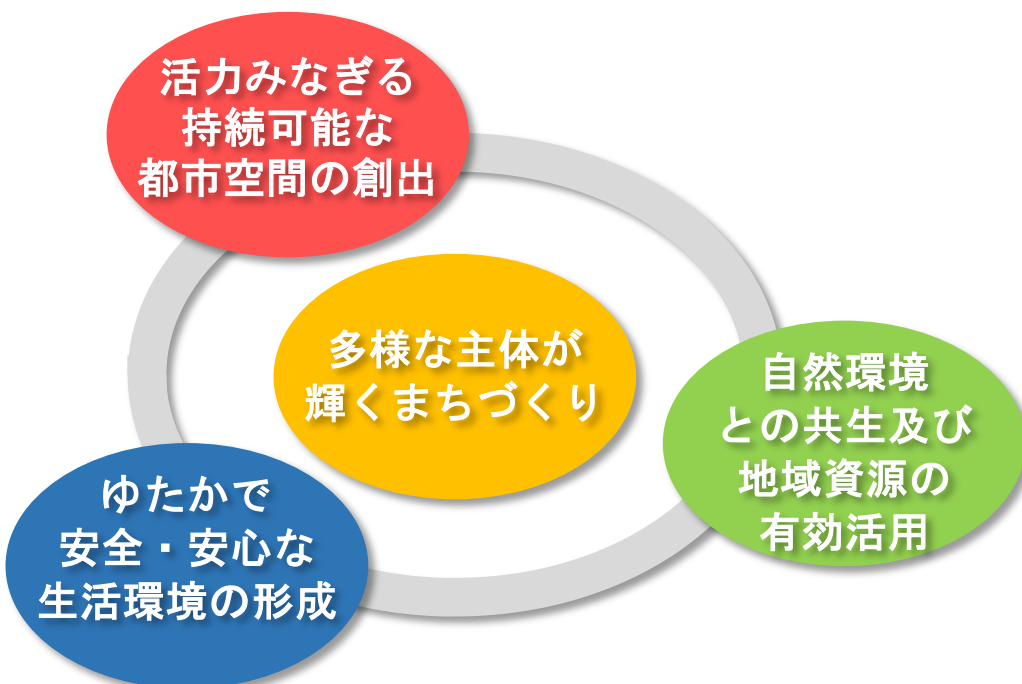 活力みなぎる
持続可能な
都市空間の創出
多様な主体が
輝くまちづくり
自然環境
との共生及び
地域資源の
有効活用
ゆたかで
安全・安心な
生活環境の形成